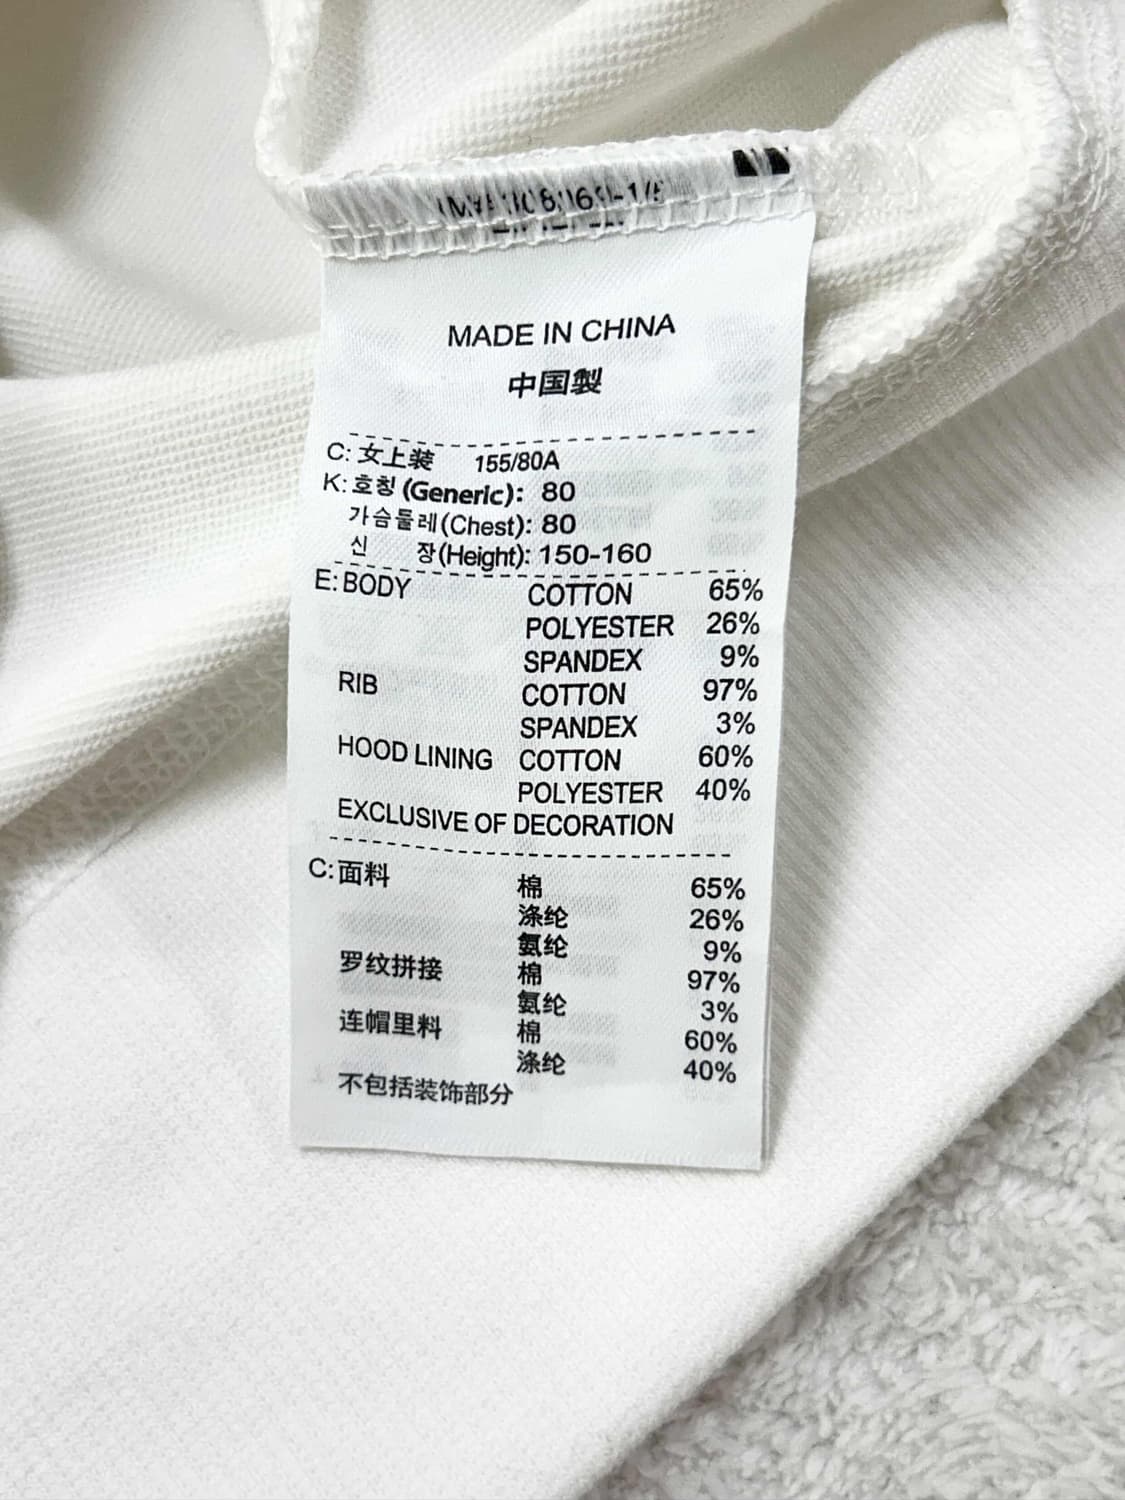 MADE IN CHINA
中国製
C: 女上装 155/80A
K: 호칭 (Generic): 80
가슴둘레(Chest): 80
신 장(Height): 150-160
E: BODY COTTON 65%
POLYESTER 26%
SPANDEX 9%
RIB COTTON 97%
SPANDEX 3%
HOOD LINING COTTON 60%
POLYESTER 40%
EXCLUSIVE OF DECORATION
C: 面料 棉 65%
涤纶 26%
氨纶 9%
罗纹拼接 棉 97%
氨纶 3%
连帽里料 棉 60%
涤纶 40%
不包括装饰部分